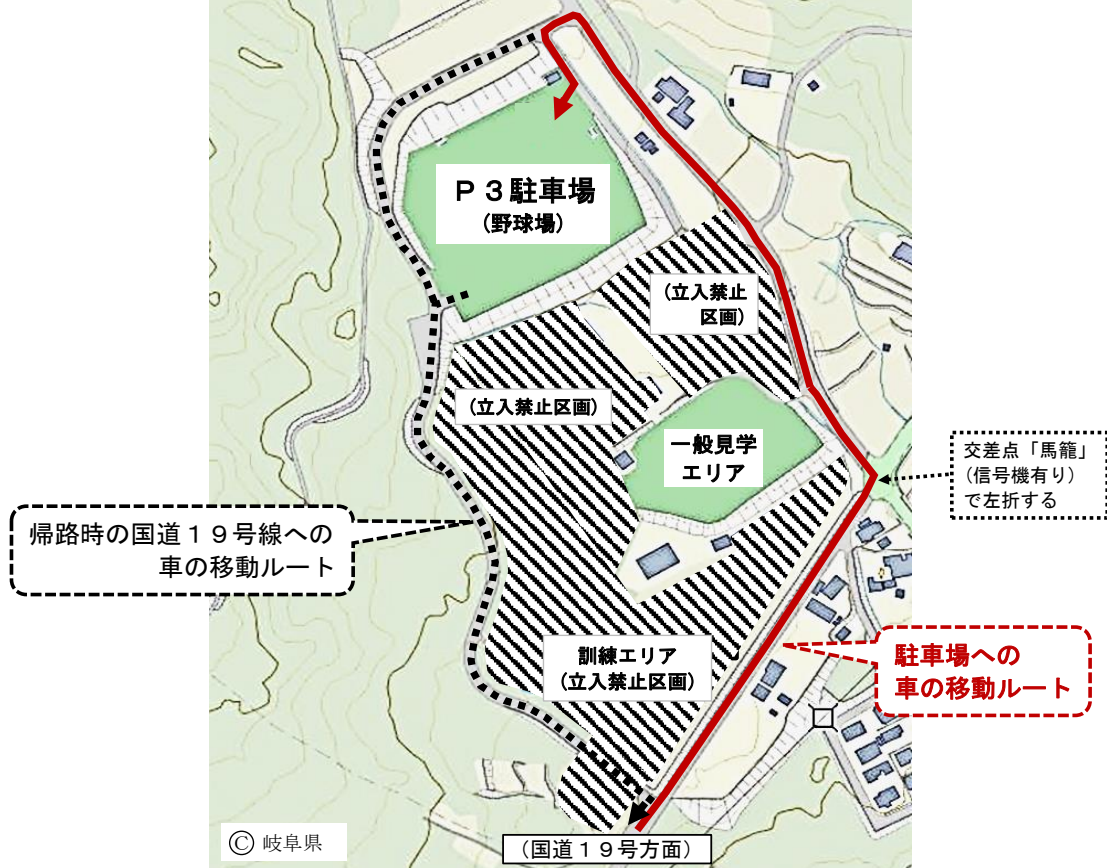 Ｐ３駐車場
(野球場)
(立入禁止
区画)
(立入禁止区画)
一般見学
エリア
交差点「馬籠」
(信号機有り)
で左折する
帰路時の国道１９号線への
車の移動ルート
訓練エリア
(立入禁止区画)
駐車場への
車の移動ルート
Ⓒ 岐阜県
(国道１９号方面)